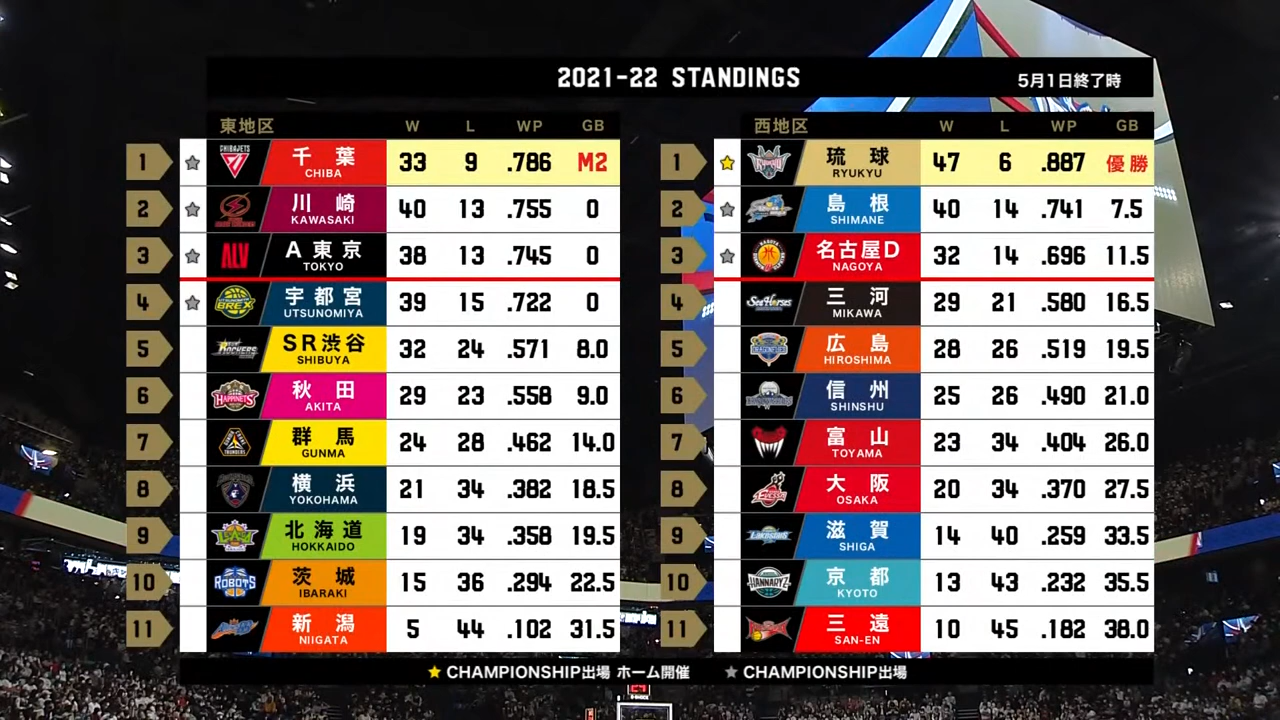 2021-22 STANDINGS 5月1日終了時
東地区 W L WP GB
1 千葉 CHIBA 33 9 .786 M2
2 川崎 KAWASAKI 40 13 .755 0
3 A東京 TOKYO 38 13 .745 0
4 宇都宮 UTSUNOMIYA 39 15 .722 0
5 SR渋谷 SHIBUYA 32 24 .571 8.0
6 秋田 AKITA 29 23 .558 9.0
7 群馬 GUNMA 24 28 .462 14.0
8 横浜 YOKOHAMA 21 34 .382 18.5
9 北海道 HOKKAIDO 19 34 .358 19.5
10 茨城 IBARAKI 15 36 .294 22.5
11 新潟 NIIGATA 5 44 .102 31.5
西地区 W L WP GB
1 琉球 RYUKYU 47 6 .887 優勝
2 島根 SHIMANE 40 14 .741 7.5
3 名古屋D NAGOYA 32 14 .696 11.5
4 SeaHorses 三河 MIKAWA 29 21 .580 16.5
5 広島 HIROSHIMA 28 26 .519 19.5
6 信州 SHINSHU 25 26 .490 21.0
7 富山 TOYAMA 23 34 .404 26.0
8 大阪 OSAKA 20 34 .370 27.5
9 滋賀 SHIGA 14 40 .259 33.5
10 HANNARYZ 京都 KYOTO 13 43 .232 35.5
11 三遠 SAN-EN 10 45 .182 38.0
★ CHAMPIONSHIP出場 ホーム開催 ★ CHAMPIONSHIP出場